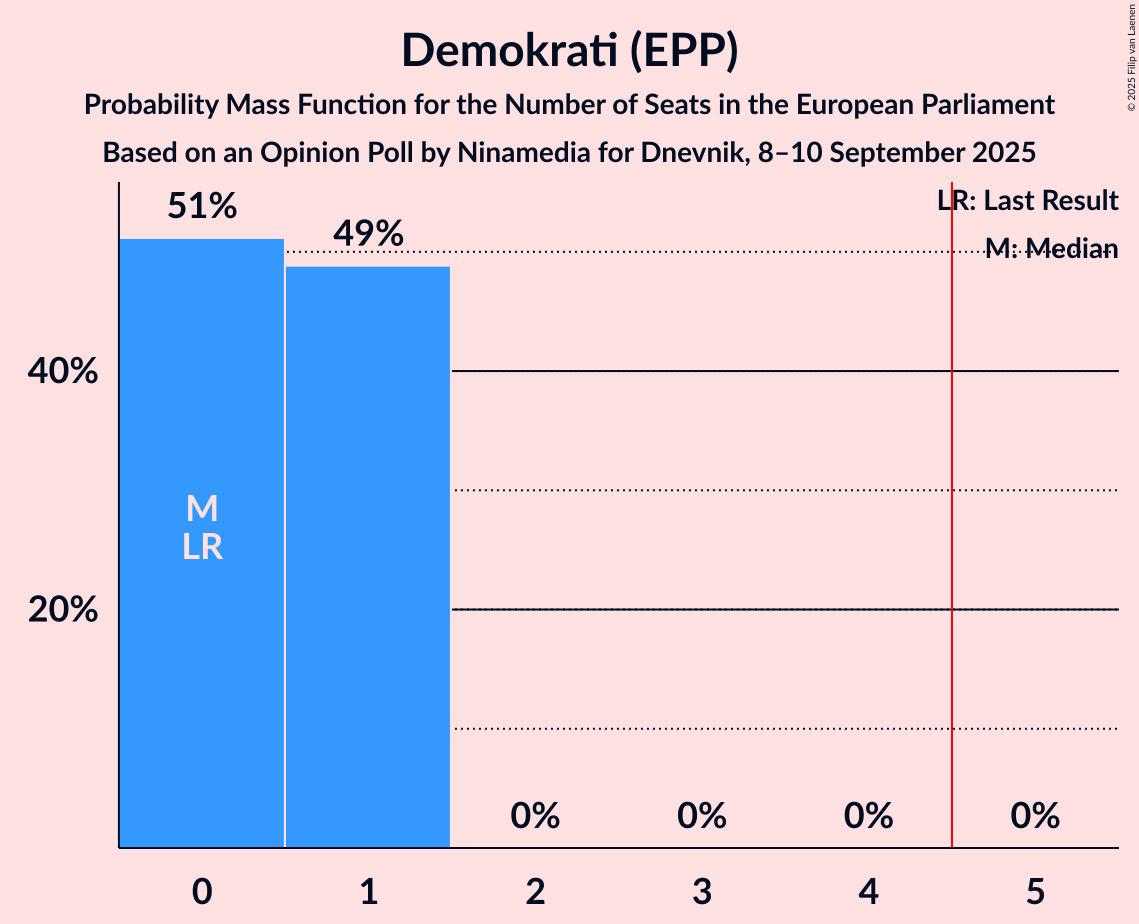 Demokrati (EPP)
Probability Mass Function for the Number of Seats in the European Parliament
Based on an Opinion Poll by Ninamedia for Dnevnik, 8–10 September 2025
© 2025 Filip van Laenen
LR: Last Result
M: Median
51%
49%
40%
20%
M
LR
0%
0%
0%
0%
0
1
2
3
4
5